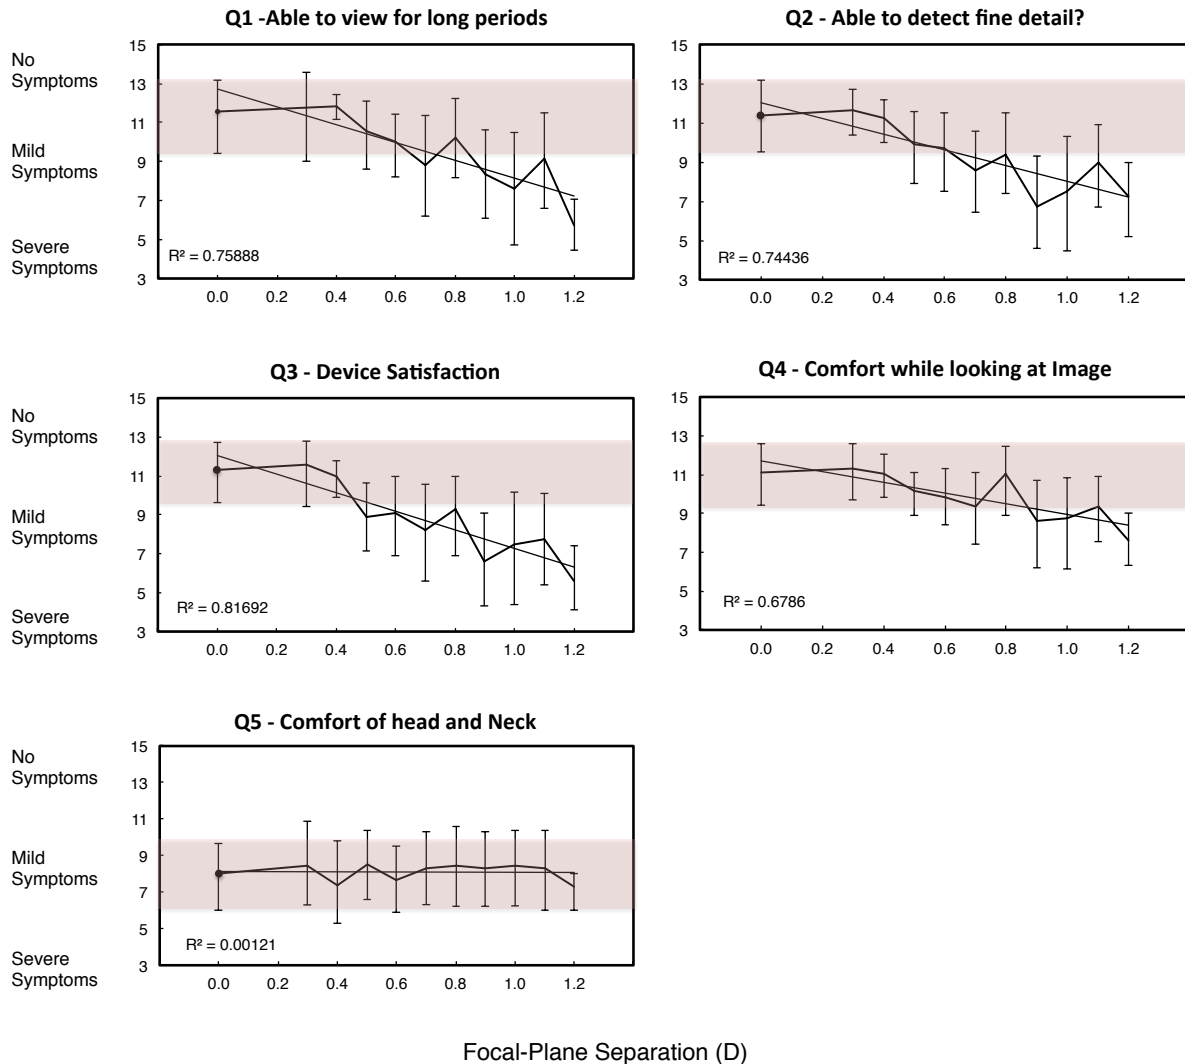 Q1 -Able to view for long periods
No
Symptoms
Mild
Symptoms
Severe
Symptoms
15
13
11
9
7
5
3
R² = 0.75888
0.0 0.2 0.4 0.6 0.8 1.0 1.2
Q2 - Able to detect fine detail?
15
13
11
9
7
5
3
R² = 0.74436
0.0 0.2 0.4 0.6 0.8 1.0 1.2
Q3 - Device Satisfaction
No
Symptoms
Mild
Symptoms
Severe
Symptoms
15
13
11
9
7
5
3
R² = 0.81692
0.0 0.2 0.4 0.6 0.8 1.0 1.2
Q4 - Comfort while looking at Image
15
13
11
9
7
5
3
R² = 0.6786
0.0 0.2 0.4 0.6 0.8 1.0 1.2
Q5 - Comfort of head and Neck
No
Symptoms
Mild
Symptoms
Severe
Symptoms
15
13
11
9
7
5
3
R² = 0.00121
0.0 0.2 0.4 0.6 0.8 1.0 1.2
Focal-Plane Separation (D)